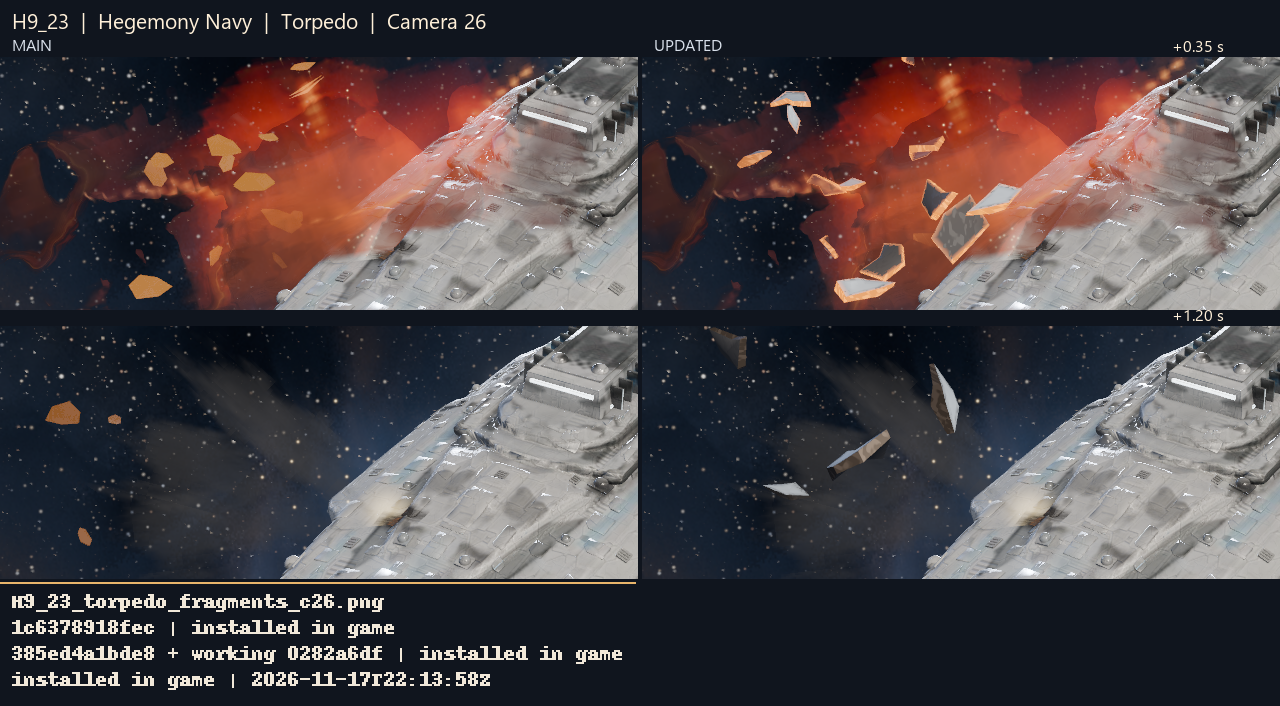 H9_23 | Hegemony Navy | Torpedo | Camera 26
MAIN
UPDATED
+0.35 s
+1.20 s
H9_23_torpedo_fragments_c26.png
1c6378918fec | installed in game
385ed4a1bde8 + working 0282a6df | installed in game
installed in game | 2026-11-17T22:13:58Z